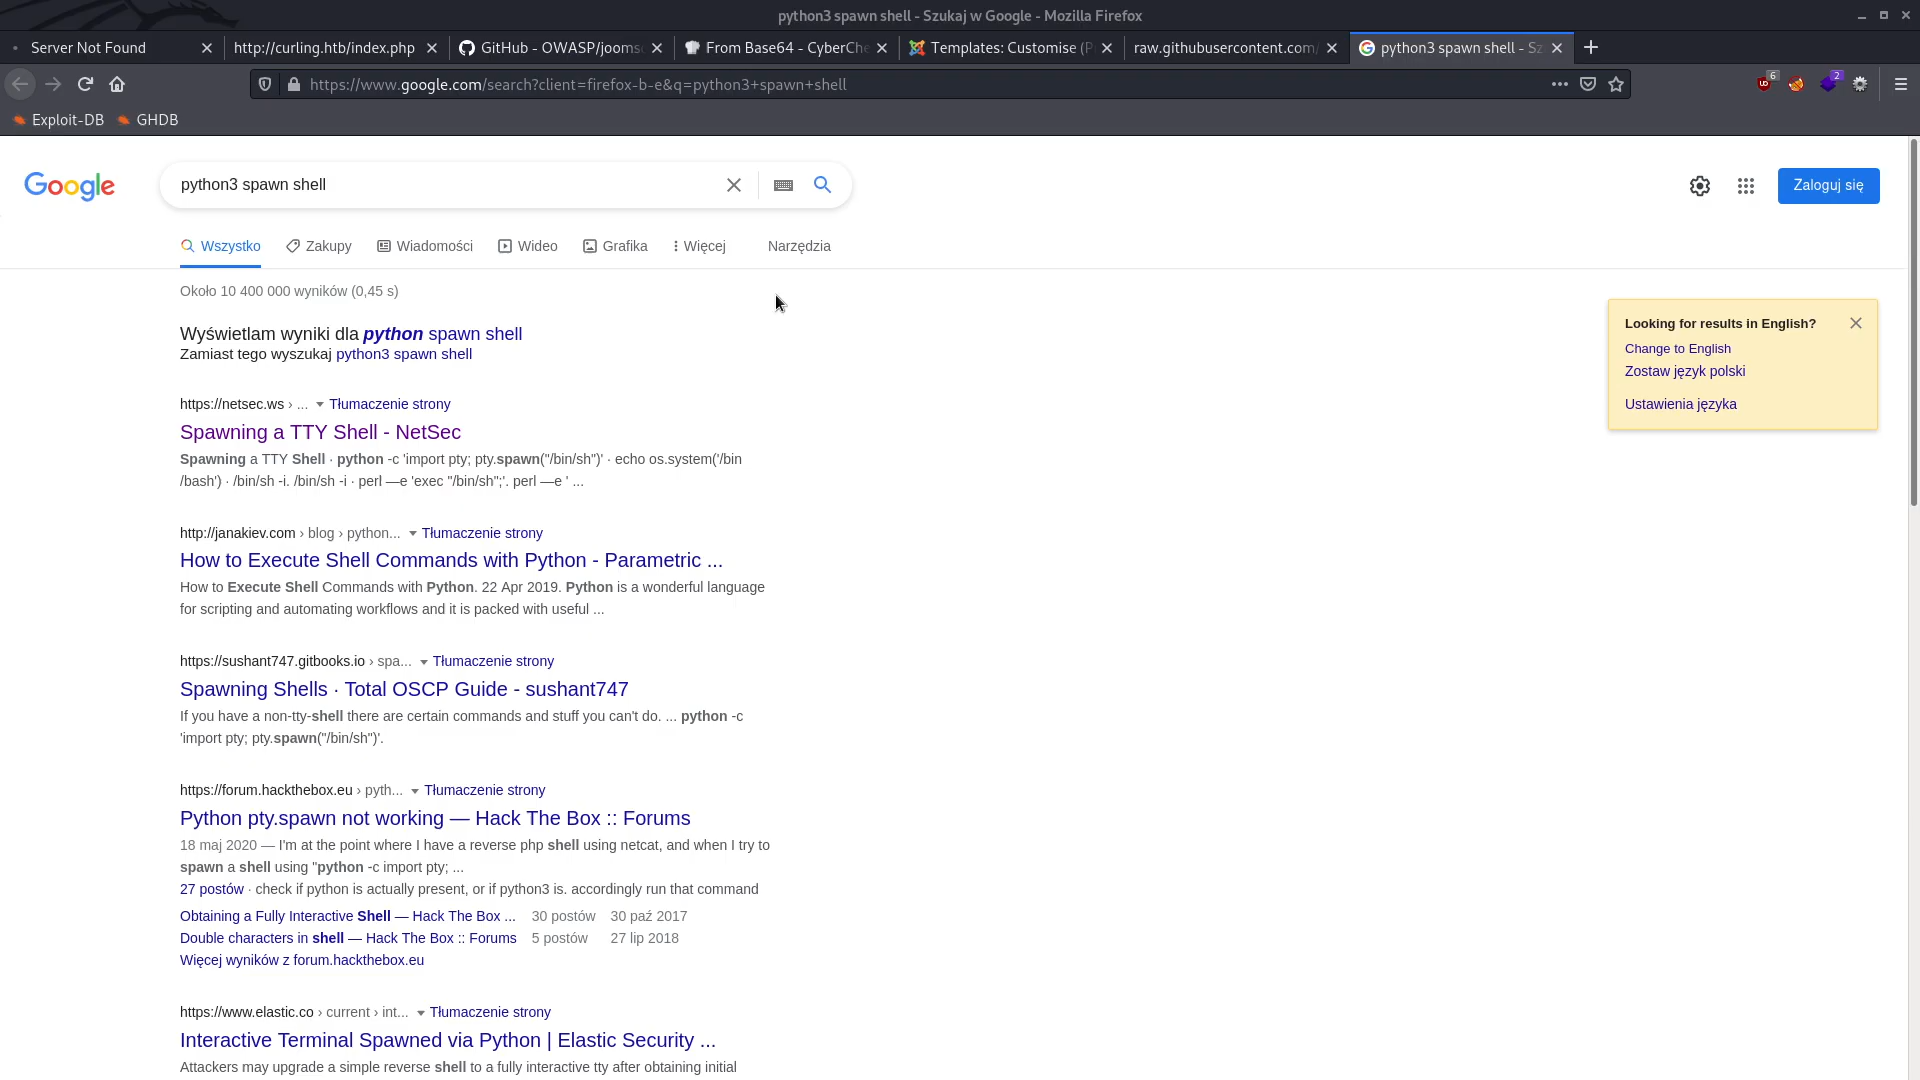 python3 spawn shell - Szukaj w Google - Mozilla Firefox
Server Not Found
http://curling.htb/index.php
GitHub - OWASP/joomsc
From Base64 - CyberChe
Templates: Customise (P
raw.githubusercontent.com/
python3 spawn shell - Sz
https://www.google.com/search?client=firefox-b-e&q=python3+spawn+shell
6
2
Exploit-DB
GHDB
Google
python3 spawn shell
Zaloguj się
Wszystko
Zakupy
Wiadomości
Wideo
Grafika
Więcej
Narzędzia
Około 10 400 000 wyników (0,45 s)
Wyświetlam wyniki dla python spawn shell
Zamiast tego wyszukaj python3 spawn shell
Looking for results in English?
Change to English
Zostaw język polski
Ustawienia języka
https://netsec.ws › ... Tłumaczenie strony
Spawning a TTY Shell - NetSec
Spawning a TTY Shell · python -c 'import pty; pty.spawn("/bin/sh")' · echo os.system('/bin
/bash') · /bin/sh -i. /bin/sh -i · perl —e 'exec "/bin/sh";'. perl —e ' ...
http://janakiev.com › blog › python... Tłumaczenie strony
How to Execute Shell Commands with Python - Parametric ...
How to Execute Shell Commands with Python. 22 Apr 2019. Python is a wonderful language
for scripting and automating workflows and it is packed with useful ...
https://sushant747.gitbooks.io › spa... Tłumaczenie strony
Spawning Shells · Total OSCP Guide - sushant747
If you have a non-tty-shell there are certain commands and stuff you can't do. ... python -c
'import pty; pty.spawn("/bin/sh")'.
https://forum.hackthebox.eu › pyth... Tłumaczenie strony
Python pty.spawn not working — Hack The Box :: Forums
18 maj 2020 — I'm at the point where I have a reverse php shell using netcat, and when I try to
spawn a shell using "python -c import pty; ...
27 postów · check if python is actually present, or if python3 is. accordingly run that command
Obtaining a Fully Interactive Shell — Hack The Box ... 30 postów 30 paź 2017
Double characters in shell — Hack The Box :: Forums 5 postów 27 lip 2018
Więcej wyników z forum.hackthebox.eu
https://www.elastic.co › current › int... Tłumaczenie strony
Interactive Terminal Spawned via Python | Elastic Security ...
Attackers may upgrade a simple reverse shell to a fully interactive tty after obtaining initial